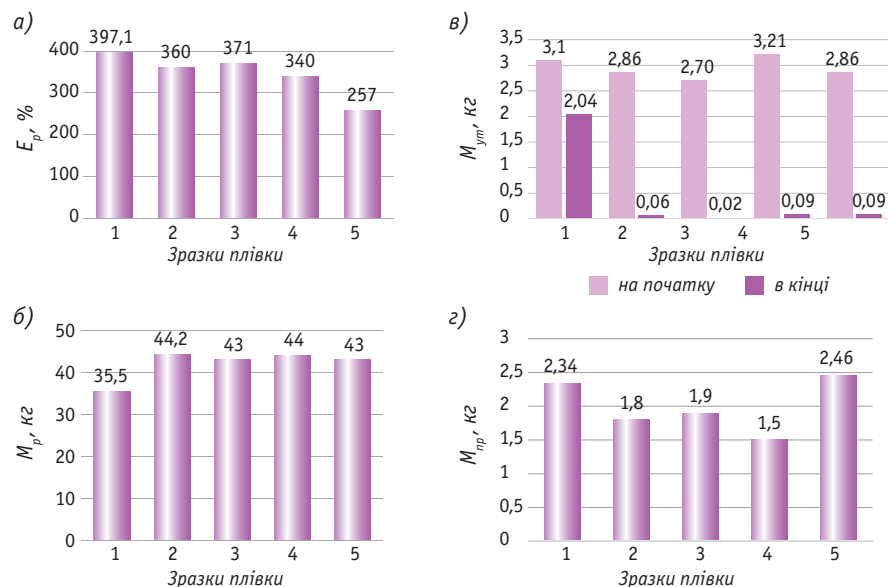 а)
397,1
360
371
340
257
400
300
200
100
0
Eр, %
1 2 3 4 5
Зразки плівки
в)
3,5
3
2,5
2
1,5
1
0,5
0
Mут, кг
3,1
2,04
2,86
0,06
2,70
0,02
3,21
0,09
2,86
0,09
1 2 3 4 5
Зразки плівки
на початку
в кінці
б)
50
40
30
20
10
0
Mр, кг
35,5
44,2
43
44
43
1 2 3 4 5
Зразки плівки
г)
3
2,5
2
1,5
1
0,5
0
Mпр, кг
2,34
1,8
1,9
1,5
2,46
1 2 3 4 5
Зразки плівки